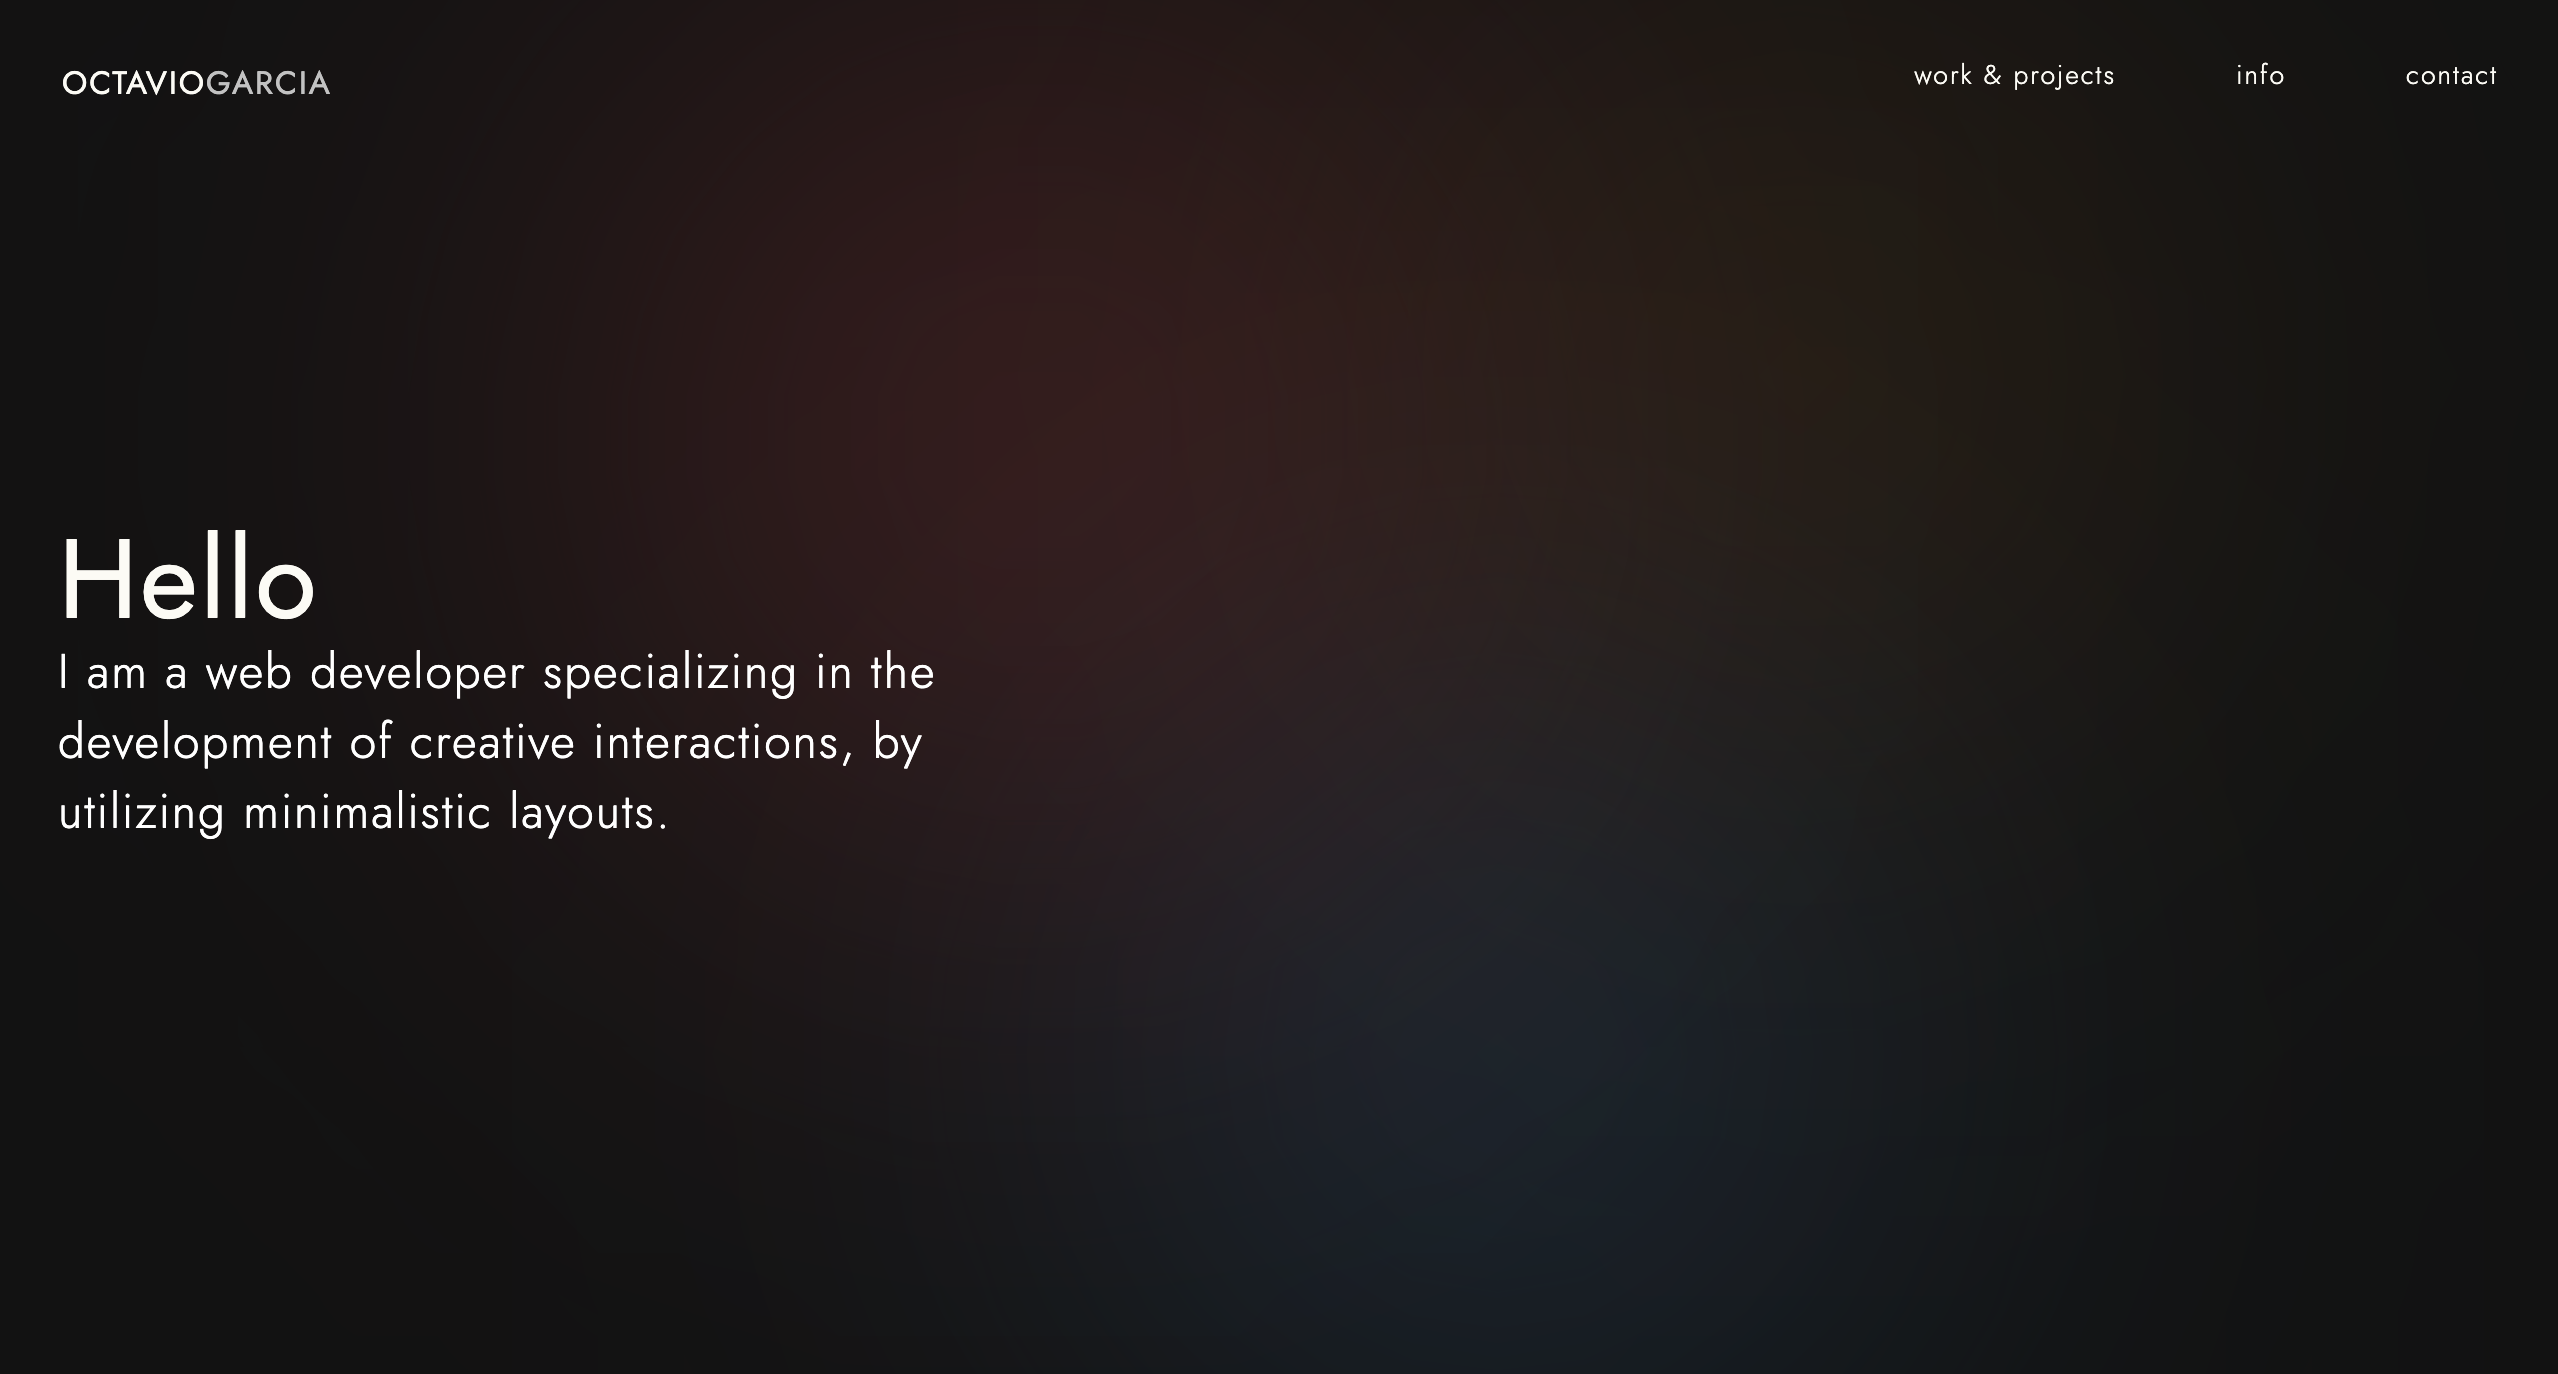 OCTAVIOGARCIA
work & projects
info
contact
Hello
I am a web developer specializing in the
development of creative interactions, by
utilizing minimalistic layouts.